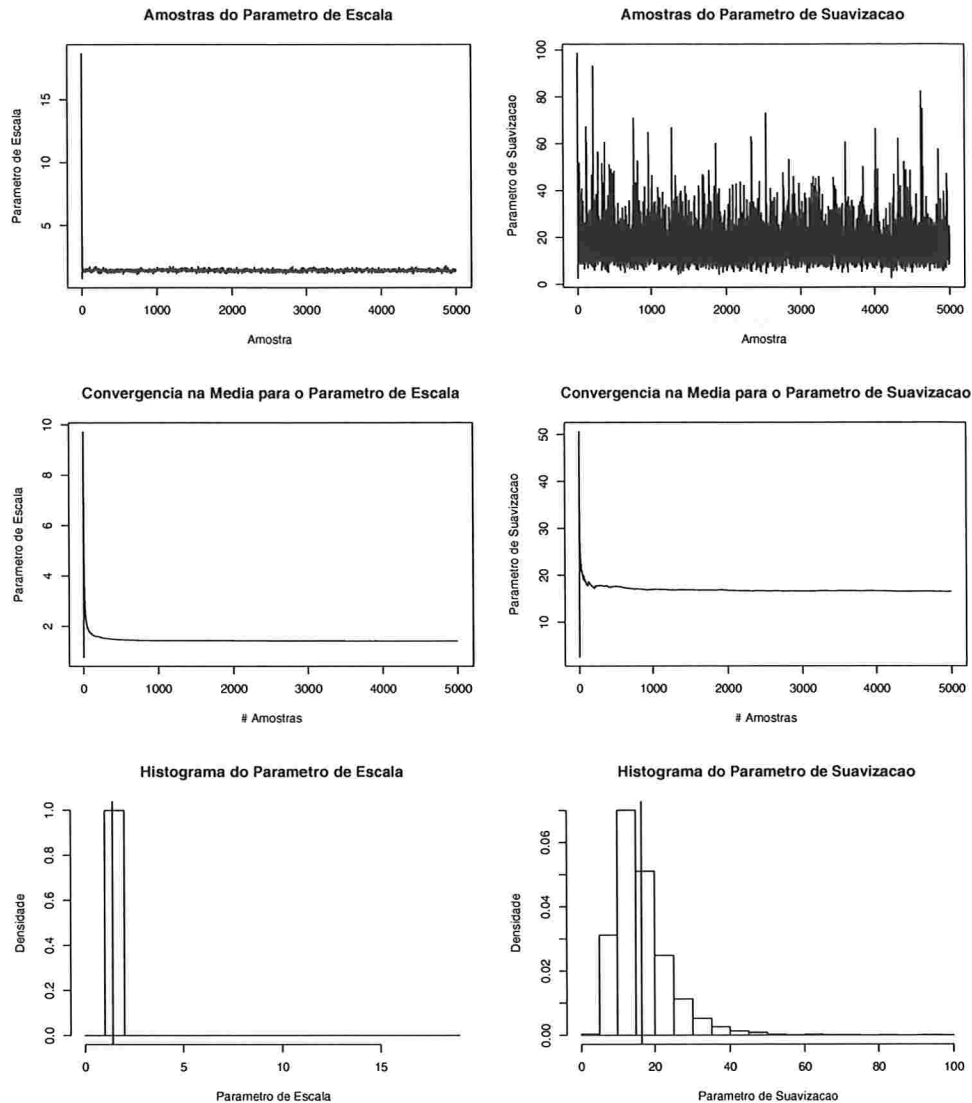 Amostras do Parametro de Escala
Parametro de Escala
15
10
5
0 1000 2000 3000 4000 5000
Amostra
Amostras do Parametro de Suavizacao
Parametro de Suavizacao
100
80
60
40
20
0
0 1000 2000 3000 4000 5000
Amostra
Convergencia na Media para o Parametro de Escala
Parametro de Escala
10
8
6
4
2
0 1000 2000 3000 4000 5000
# Amostras
Convergencia na Media para o Parametro de Suavizacao
Parametro de Suavizacao
50
40
30
20
10
0 1000 2000 3000 4000 5000
# Amostras
Histograma do Parametro de Escala
Densidade
1.0
0.8
0.6
0.4
0.2
0.0
0 5 10 15
Parametro de Escala
Histograma do Parametro de Suavizacao
Densidade
0.06
0.04
0.02
0.00
0 20 40 60 80 100
Parametro de Suavizacao